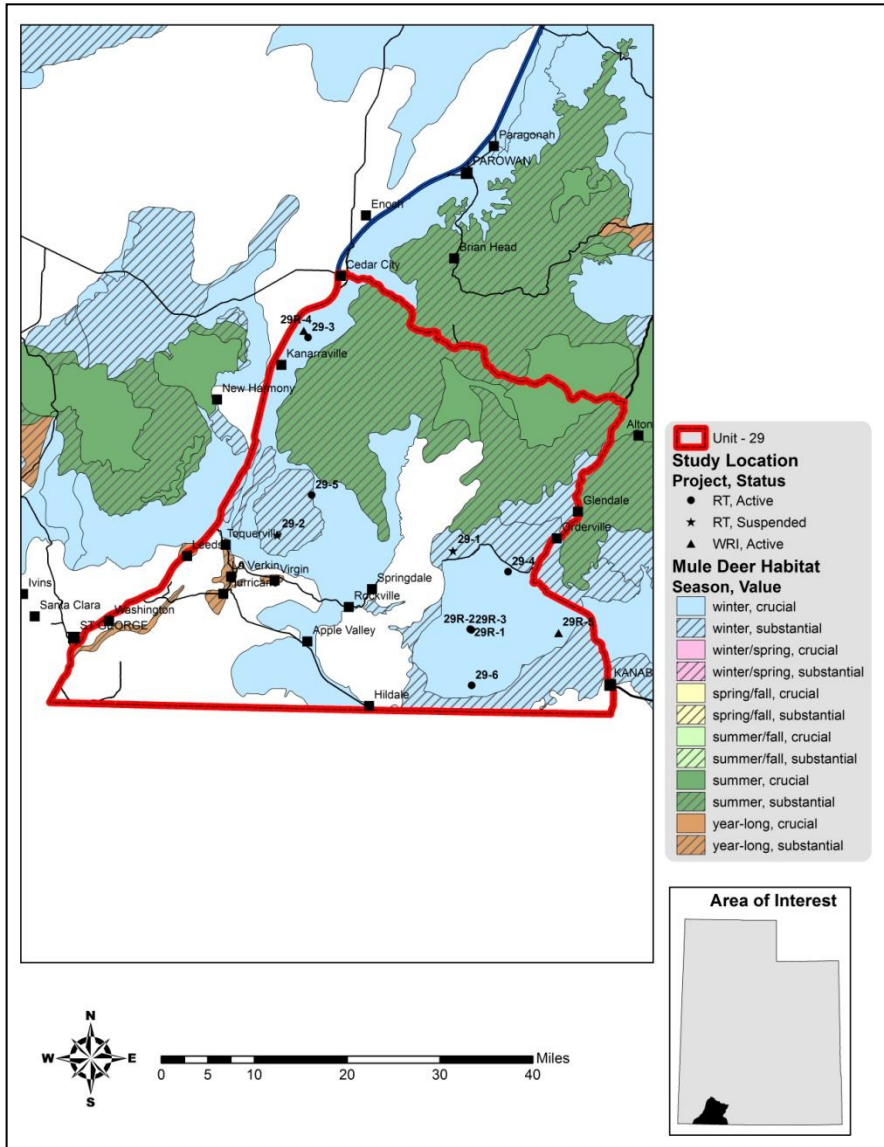 Paragonah
PAROWAN
Enoch
Brian Head
Cedar City
29R-4
29-3
Kanarraville
New Harmony
Alton
29-5
Glendale
29-2
Toquerville
29-1
Orderville
Leeds
29-4
La Verkin
Virgin
Ivins
Hurricane
Springdale
Santa Clara
Rockville
Washington
29R-2 29R-3
ST GEORGE
29R-1
29R-5
Apple Valley
29-6
KANAB
Hildale
Unit - 29
Study Location
Project, Status
RT, Active
RT, Suspended
WRI, Active
Mule Deer Habitat
Season, Value
winter, crucial
winter, substantial
winter/spring, crucial
winter/spring, substantial
spring/fall, crucial
spring/fall, substantial
summer/fall, crucial
summer/fall, substantial
summer, crucial
summer, substantial
year-long, crucial
year-long, substantial
Area of Interest
N
W E
S
Miles
0 5 10 20 30 40